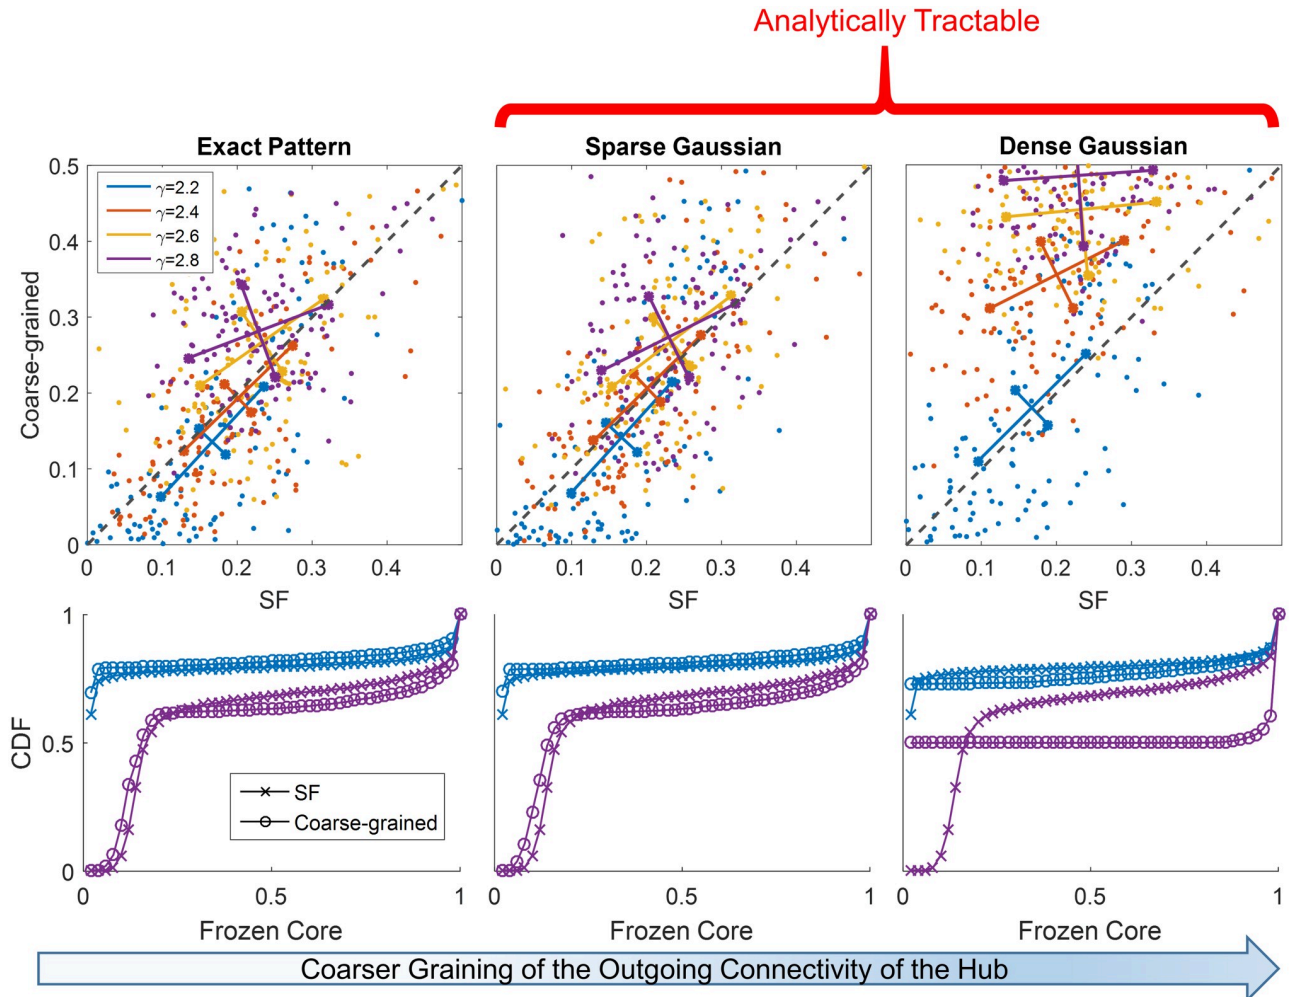 Analytically Tractable
Exact Pattern
Sparse Gaussian
Dense Gaussian
Coarse-grained
0.5
0.4
0.3
0.2
0.1
0
γ=2.2
γ=2.4
γ=2.6
γ=2.8
0 0.1 0.2 0.3 0.4
0 0.1 0.2 0.3 0.4
0 0.1 0.2 0.3 0.4
SF
SF
SF
CDF
1
0.5
0
SF
Coarse-grained
0 0.5 1
0 0.5 1
0 0.5 1
Frozen Core
Frozen Core
Frozen Core
Coarser Graining of the Outgoing Connectivity of the Hub